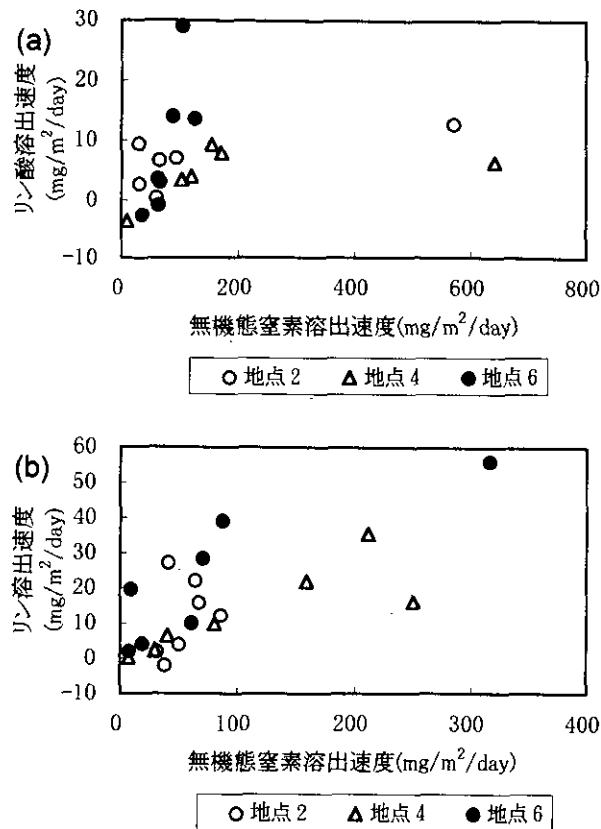 (a)
リン酸溶出速度
(mg/m²/day)
30
20
10
0
-10
0 200 400 600 800
無機態窒素溶出速度(mg/m²/day)
○ 地点 2 △ 地点 4 ● 地点 6
(b)
リン溶出速度
(mg/m²/day)
60
50
40
30
20
10
0
-10
0 100 200 300 400
無機態窒素溶出速度(mg/m²/day)
○ 地点 2 △ 地点 4 ● 地点 6